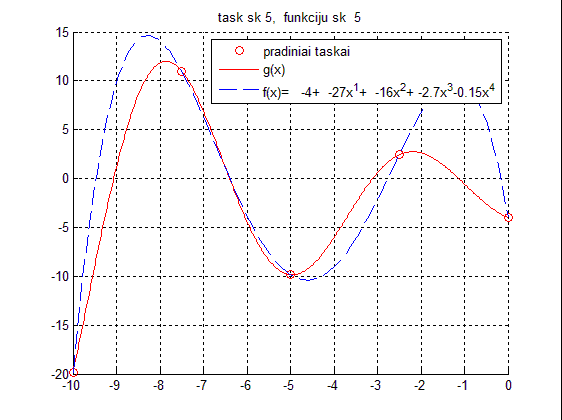 task sk 5,  funkciju sk  5
pradiniai taskai
g(x)
f(x)=   -4+  -27x¹+  -16x²+ -2.7x³-0.15x⁴
15
10
5
0
-5
-10
-15
-20
-10 -9 -8 -7 -6 -5 -4 -3 -2 -1 0